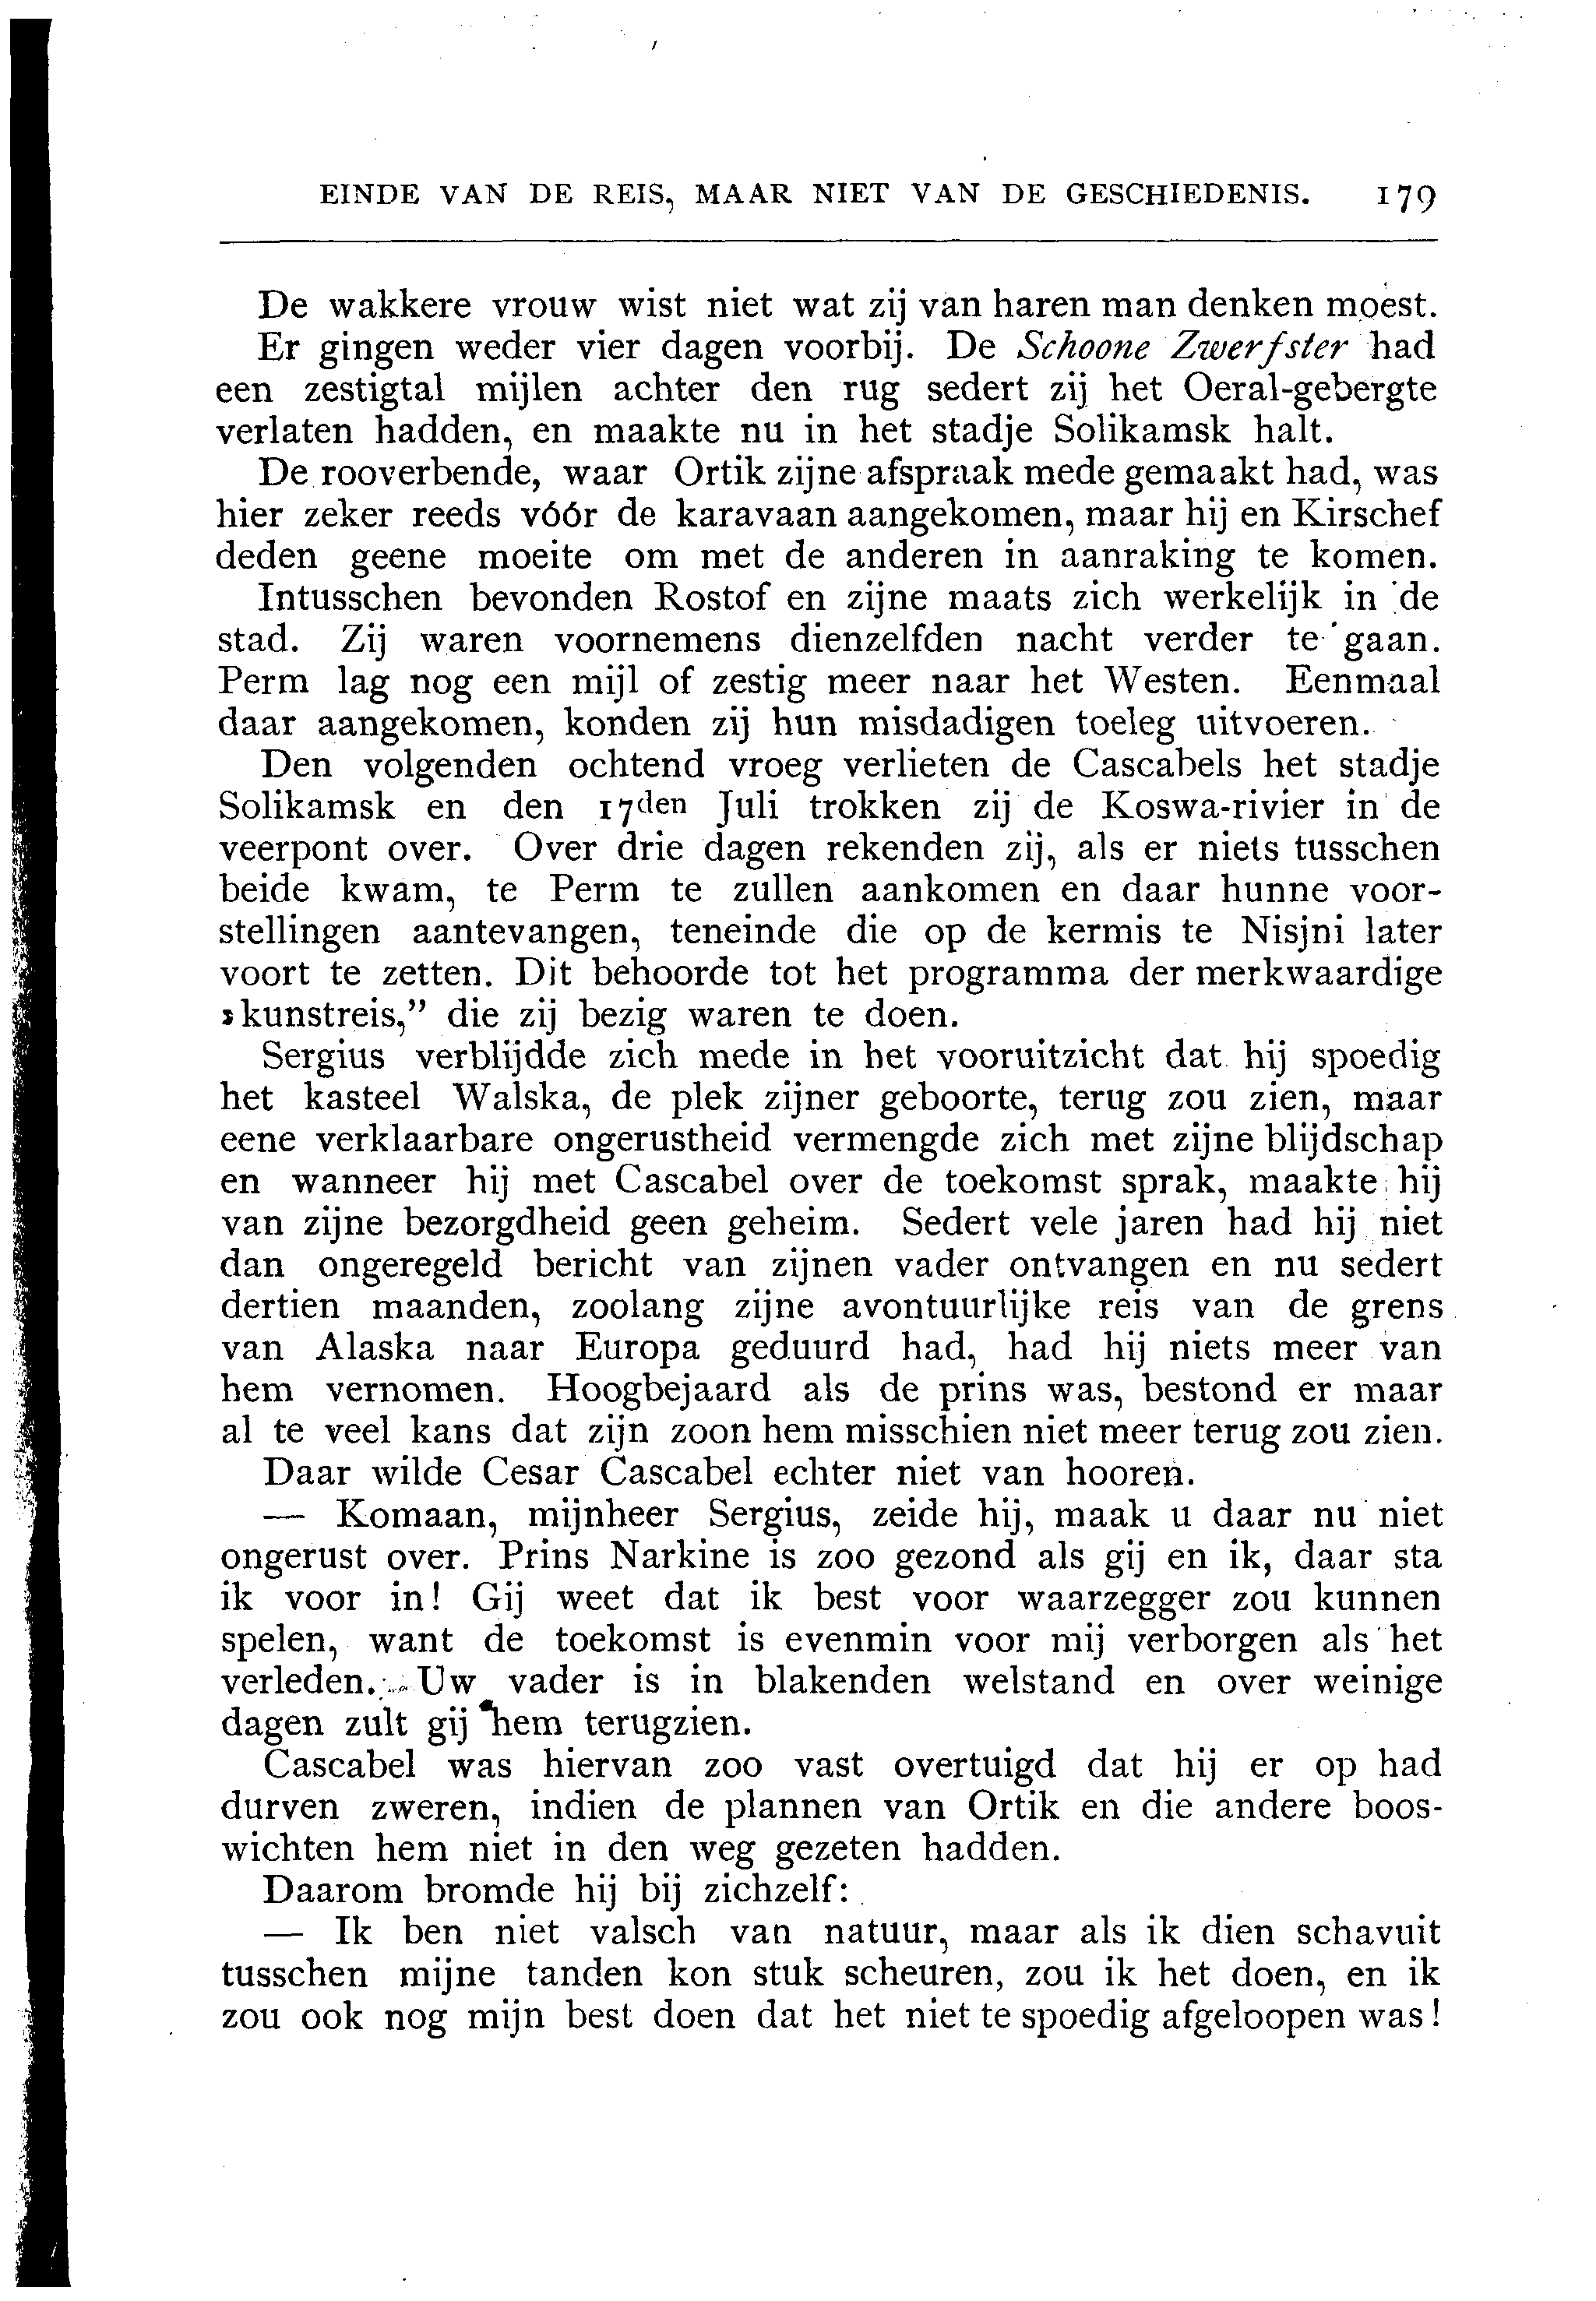 EINDE VAN DE REIS, MAAR NIET VAN DE GESCHIEDENIS. 179
De wakkere vrouw wist niet wat zij van haren man denken moest.
Er gingen weder vier dagen voorbij. De Schoone Zwerfster had
een zestigtal mijlen achter den rug sedert zij het Oeral-gebergte
verlaten hadden, en maakte nu in het stadje Solikamsk halt.
De rooverbende, waar Ortik zijne afspraak mede gemaakt had, was
hier zeker reeds vóór de karavaan aangekomen, maar hij en Kirschef
deden geene moeite om met de anderen in aanraking te komen.
Intusschen bevonden Rostof en zijne maats zich werkelijk in de
stad. Zij waren voornemens dienzelfden nacht verder te gaan.
Perm lag nog een mijl of zestig meer naar het Westen. Eenmaal
daar aangekomen, konden zij hun misdadigen toeleg uitvoeren.
Den volgenden ochtend vroeg verlieten de Cascabels het stadje
Solikamsk en den 17den Juli trokken zij de Koswa-rivier in de
veerpont over. Over drie dagen rekenden zij, als er niets tusschen
beide kwam, te Perm te zullen aankomen en daar hunne voor-
stellingen aantevangen, teneinde die op de kermis te Nisjni later
voort te zetten. Dit behoorde tot het programma der merkwaardige
„kunstreis,” die zij bezig waren te doen.
Sergius verblijdde zich mede in het vooruitzicht dat hij spoedig
het kasteel Walska, de plek zijner geboorte, terug zou zien, maar
eene verklaarbare ongerustheid vermengde zich met zijne blijdschap
en wanneer hij met Cascabel over de toekomst sprak, maakte hij
van zijne bezorgdheid geen geheim. Sedert vele jaren had hij niet
dan ongeregeld bericht van zijnen vader ontvangen en nu sedert
dertien maanden, zoolang zijne avontuurlijke reis van de grens
van Alaska naar Europa geduurd had, had hij niets meer van
hem vernomen. Hoogbejaard als de prins was, bestond er maar
al te veel kans dat zijn zoon hem misschien niet meer terug zou zien.
Daar wilde Cesar Cascabel echter niet van hooren.
— Komaan, mijnheer Sergius, zeide hij, maak u daar nu niet
ongerust over. Prins Narkine is zoo gezond als gij en ik, daar sta
ik voor in! Gij weet dat ik best voor waarzegger zou kunnen
spelen, want de toekomst is evenmin voor mij verborgen als het
verleden. Uw vader is in blakenden welstand en over weinige
dagen zult gij hem terugzien.
Cascabel was hiervan zoo vast overtuigd dat hij er op had
durven zweren, indien de plannen van Ortik en die andere boos-
wichten hem niet in den weg gezeten hadden.
Daarom bromde hij bij zichzelf:
— Ik ben niet valsch van natuur, maar als ik dien schavuit
tusschen mijne tanden kon stuk scheuren, zou ik het doen, en ik
zou ook nog mijn best doen dat het niet te spoedig afgeloopen was!